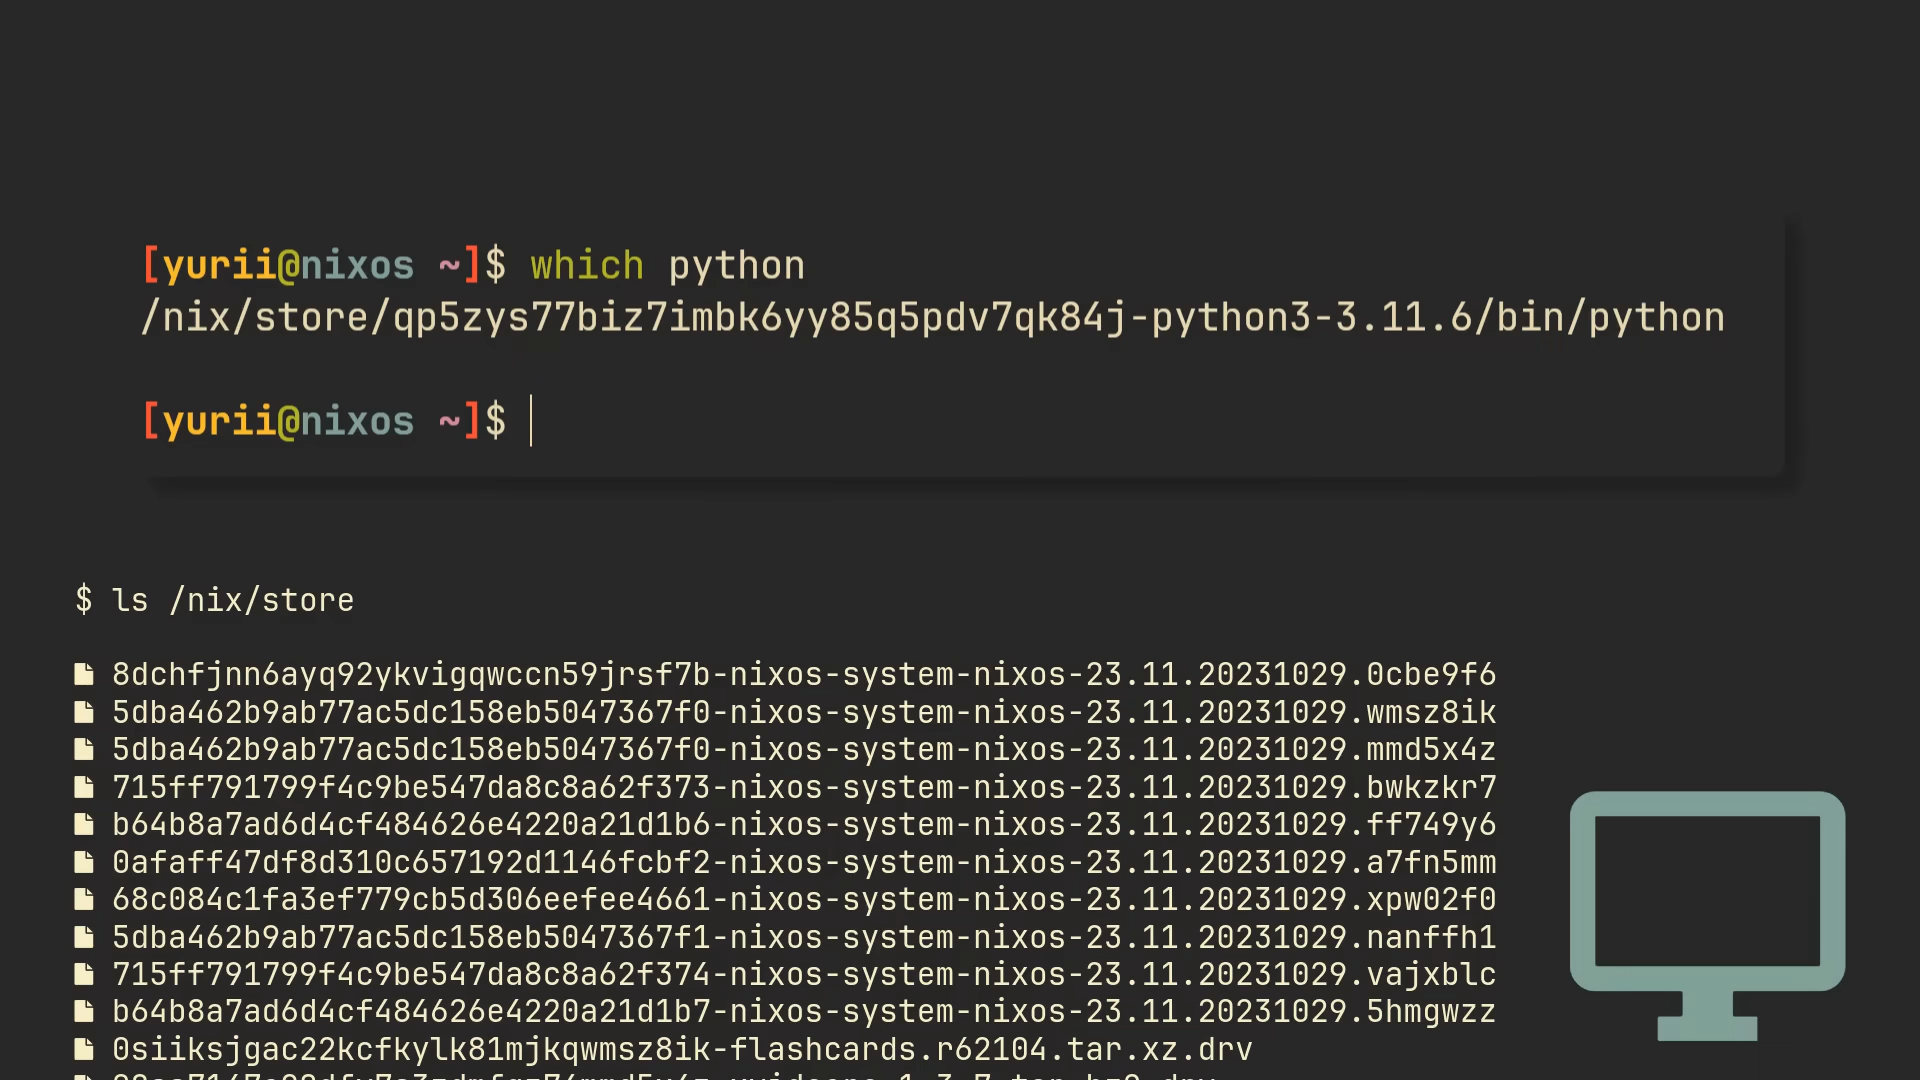 [yurii@nixos ~]$ which python
/nix/store/qp5zys77biz7imbk6yy85q5pdv7qk84j-python3-3.11.6/bin/python
[yurii@nixos ~]$
$ ls /nix/store
8dchfjnn6ayq92ykvigqwccn59jrsf7b-nixos-system-nixos-23.11.20231029.0cbe9f6
5dba462b9ab77ac5dc158eb5047367f0-nixos-system-nixos-23.11.20231029.wmsz8ik
5dba462b9ab77ac5dc158eb5047367f0-nixos-system-nixos-23.11.20231029.mmd5x4z
715ff791799f4c9be547da8c8a62f373-nixos-system-nixos-23.11.20231029.bwkzkr7
b64b8a7ad6d4cf484626e4220a21d1b6-nixos-system-nixos-23.11.20231029.ff749y6
0afaff47df8d310c657192d1146fcbf2-nixos-system-nixos-23.11.20231029.a7fn5mm
68c084c1fa3ef779cb5d306eefee4661-nixos-system-nixos-23.11.20231029.xpw02f0
5dba462b9ab77ac5dc158eb5047367f1-nixos-system-nixos-23.11.20231029.nanffh1
715ff791799f4c9be547da8c8a62f374-nixos-system-nixos-23.11.20231029.vajxblc
b64b8a7ad6d4cf484626e4220a21d1b7-nixos-system-nixos-23.11.20231029.5hmgwzz
0siiksjgac22kcfkylk81mjkqwmsz8ik-flashcards.r62104.tar.xz.drv